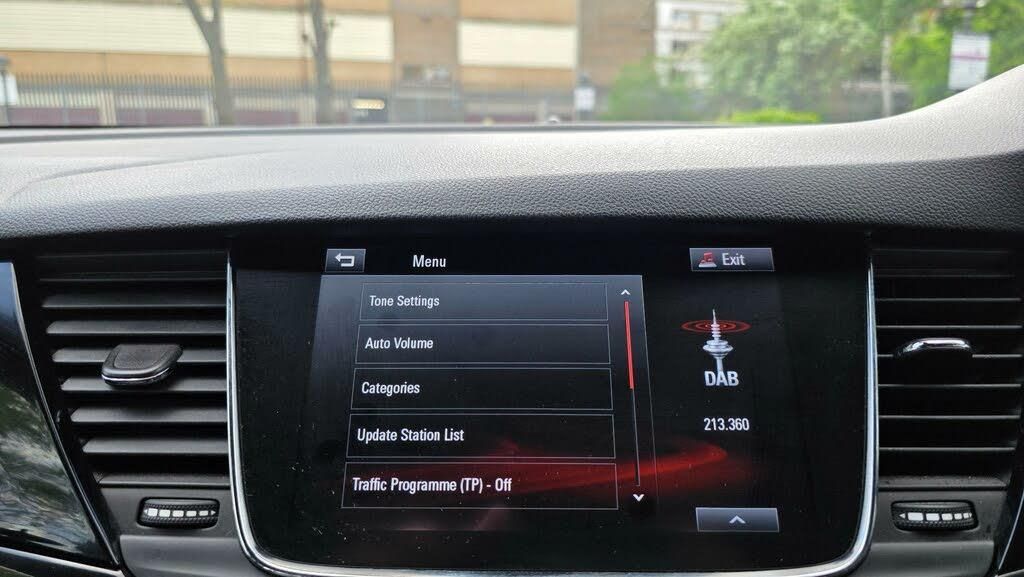 Menu
Exit
Tone Settings
Auto Volume
Categories
Update Station List
Traffic Programme (TP) - Off
DAB
213.360